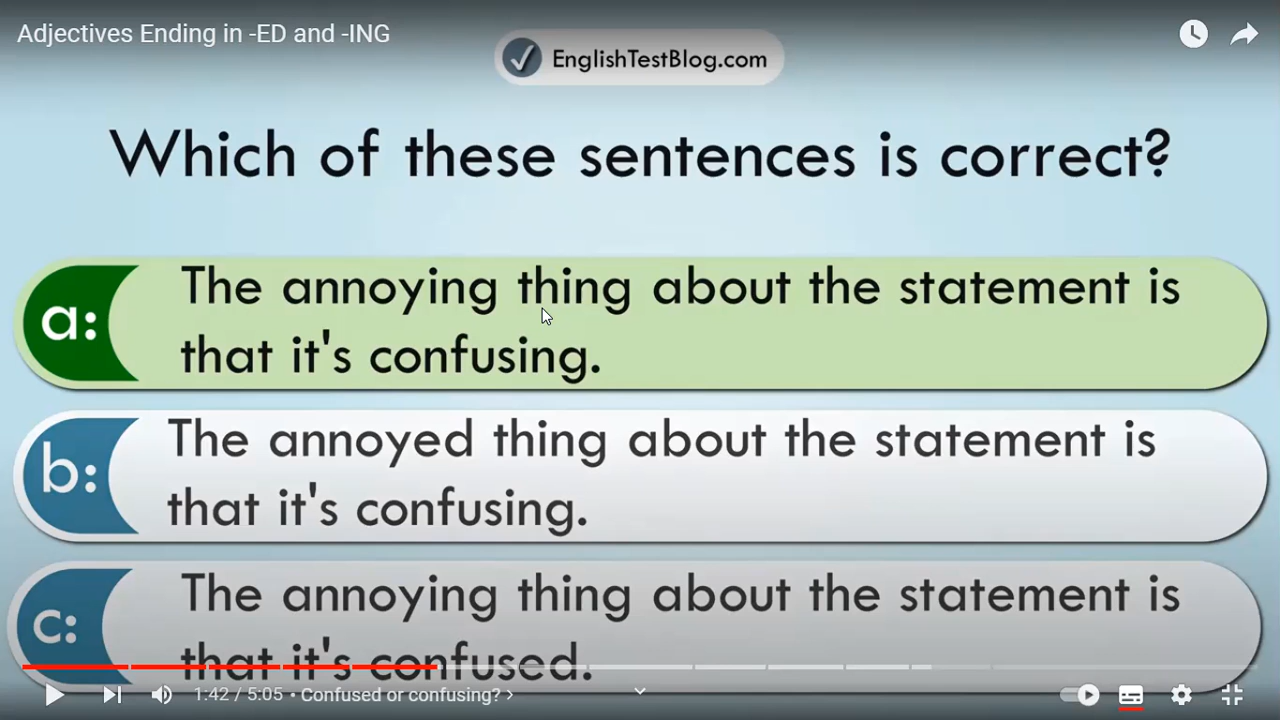 Adjectives Ending in -ED and -ING
EnglishTestBlog.com
Which of these sentences is correct?
a: The annoying thing about the statement is
that it's confusing.
b: The annoyed thing about the statement is
that it's confusing.
c: The annoying thing about the statement is
that it's confused.
1:42 / 5:05 • Confused or confusing? ›